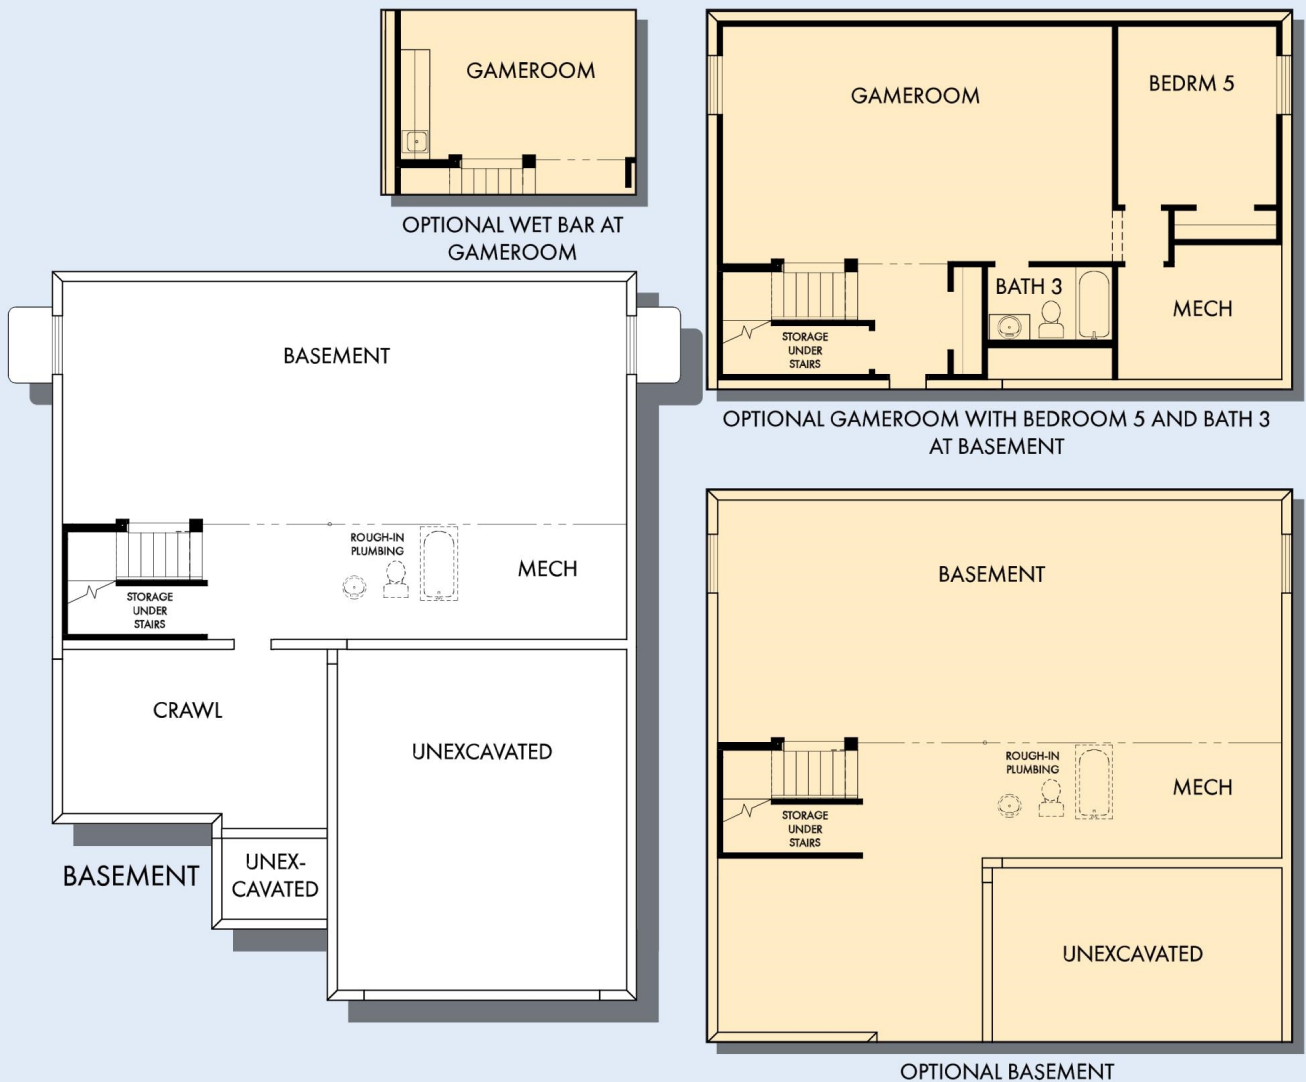 GAMEROOM
OPTIONAL WET BAR AT
GAMEROOM
GAMEROOM
BEDRM 5
BATH 3
MECH
STORAGE
UNDER
STAIRS
OPTIONAL GAMEROOM WITH BEDROOM 5 AND BATH 3
AT BASEMENT
BASEMENT
ROUGH-IN
PLUMBING
MECH
STORAGE
UNDER
STAIRS
CRAWL
UNEXCAVATED
UNEX-
CAVATED
BASEMENT
BASEMENT
ROUGH-IN
PLUMBING
MECH
STORAGE
UNDER
STAIRS
UNEXCAVATED
OPTIONAL BASEMENT